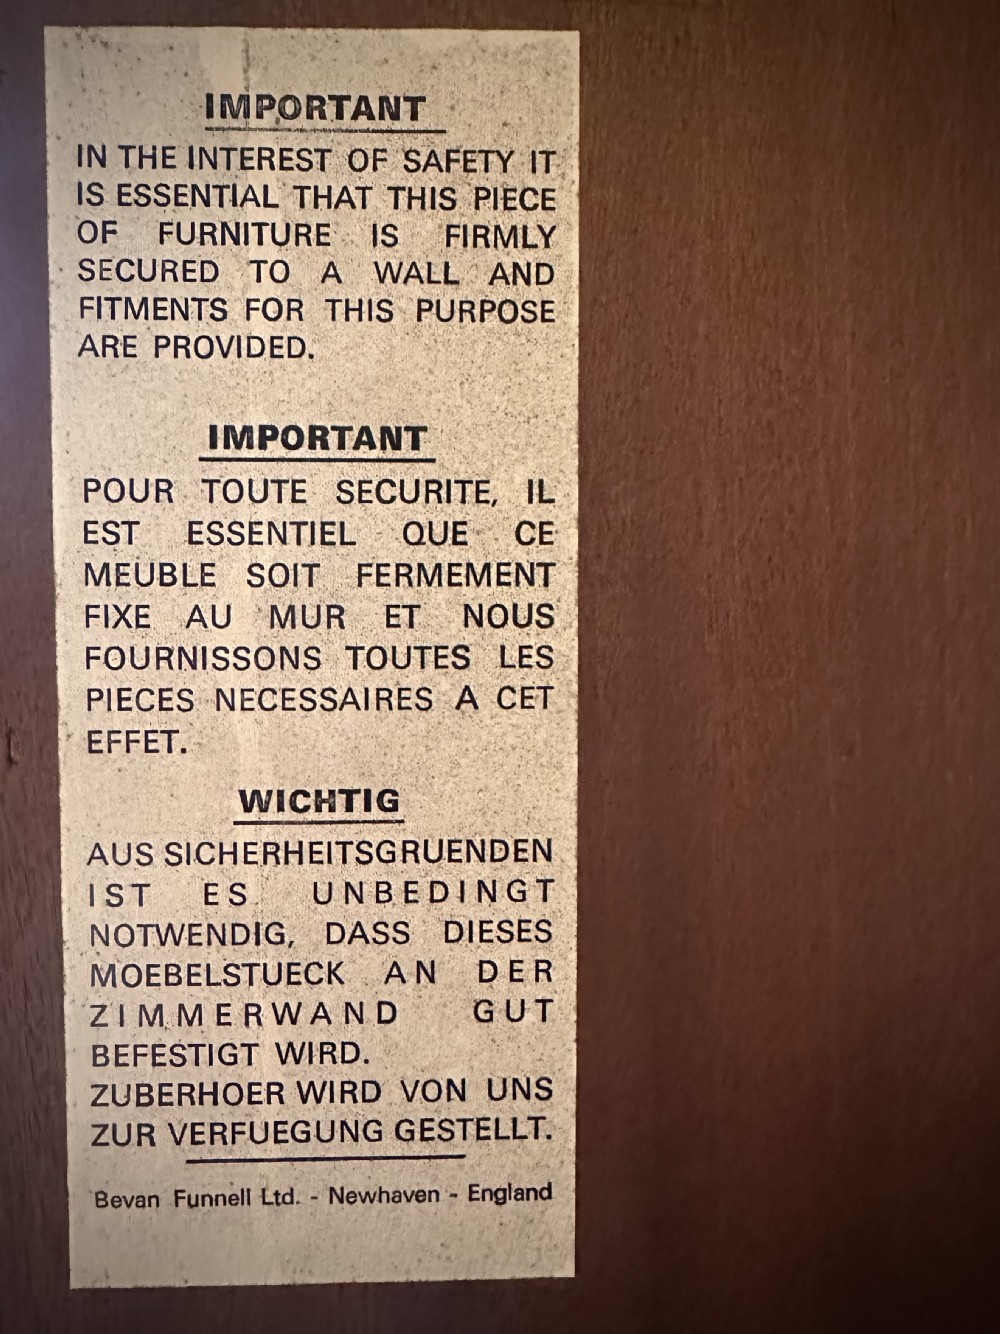 IMPORTANT
IN THE INTEREST OF SAFETY IT
IS ESSENTIAL THAT THIS PIECE
OF FURNITURE IS FIRMLY
SECURED TO A WALL AND
FITMENTS FOR THIS PURPOSE
ARE PROVIDED.
IMPORTANT
POUR TOUTE SECURITE, IL
EST ESSENTIEL QUE CE
MEUBLE SOIT FERMEMENT
FIXE AU MUR ET NOUS
FOURNISSONS TOUTES LES
PIECES NECESSAIRES A CET
EFFET.
WICHTIG
AUS SICHERHEITSGRUENDEN
IST ES UNBEDINGT
NOTWENDIG, DASS DIESES
MOEBELSTUECK AN DER
ZIMMERWAND GUT
BEFESTIGT WIRD.
ZUBERHOER WIRD VON UNS
ZUR VERFUEGUNG GESTELLT.
Bevan Funnell Ltd. - Newhaven - England